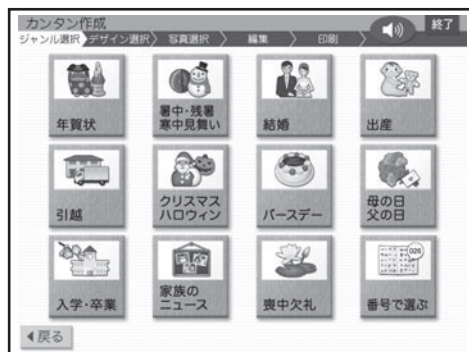 カンタン作成
終了
ジャンル選択 デザイン選択 写真選択 編集 印刷
年賀状
暑中・残暑
寒中見舞い
結婚
出産
引越
クリスマス
ハロウィン
バースデー
母の日
父の日
入学・卒業
家族の
ニュース
喪中欠礼
026
番号で選ぶ
戻る